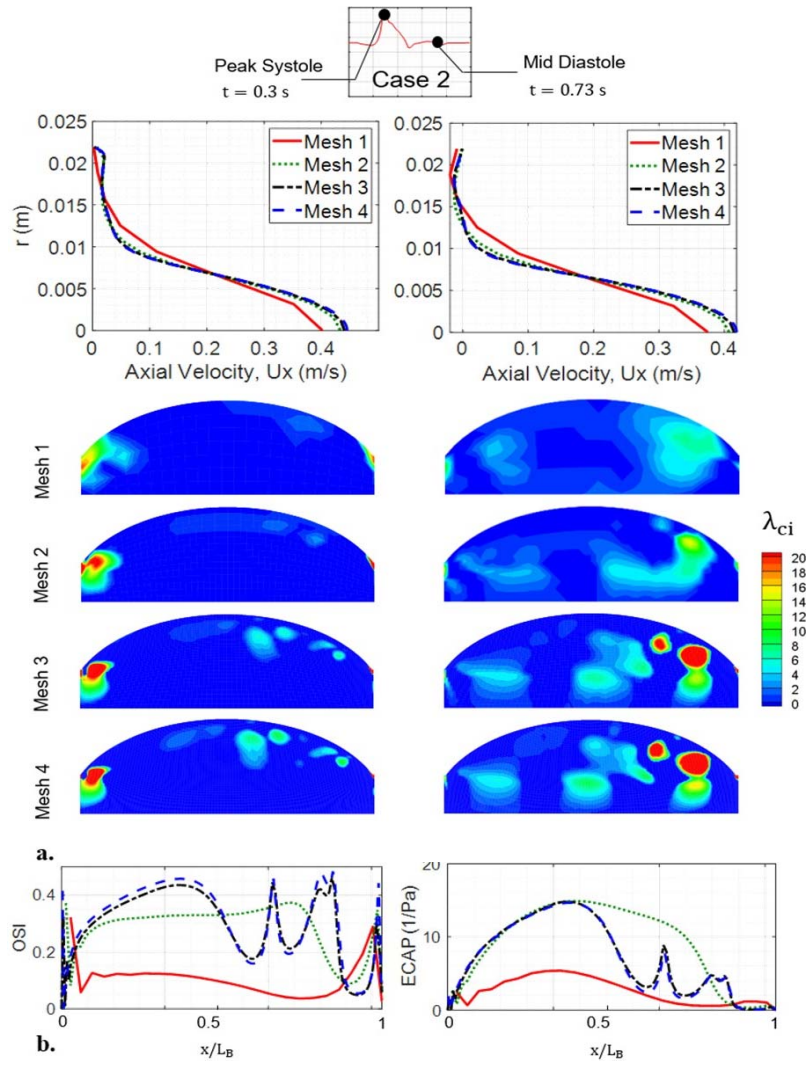 Peak Systole
t = 0.3 s
Case 2
Mid Diastole
t = 0.73 s
0.025
0.02
0.015
0.01
0.005
0
r (m)
Mesh 1
Mesh 2
Mesh 3
Mesh 4
0 0.1 0.2 0.3 0.4
Axial Velocity, Ux (m/s)
0.025
0.02
0.015
0.01
0.005
0
Mesh 1
Mesh 2
Mesh 3
Mesh 4
0 0.1 0.2 0.3 0.4
Axial Velocity, Ux (m/s)
Mesh 1
Mesh 2
Mesh 3
Mesh 4
λci
20
18
16
14
12
10
8
6
4
2
0
a.
0.4
0.2
0
OSI
0 0.5 1
x/LB
20
15
10
5
0
ECAP (1/Pa)
0 0.5 1
x/LB
b.